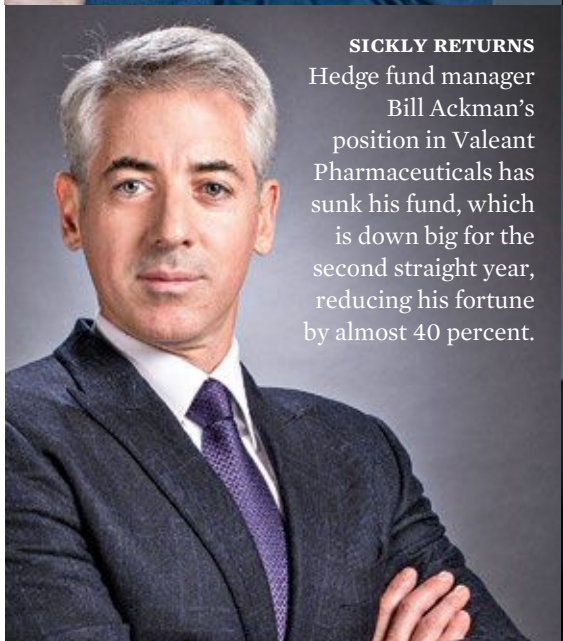 SICKLY RETURNS
Hedge fund manager
Bill Ackman’s
position in Valeant
Pharmaceuticals has
sunk his fund, which
is down big for the
second straight year,
reducing his fortune
by almost 40 percent.